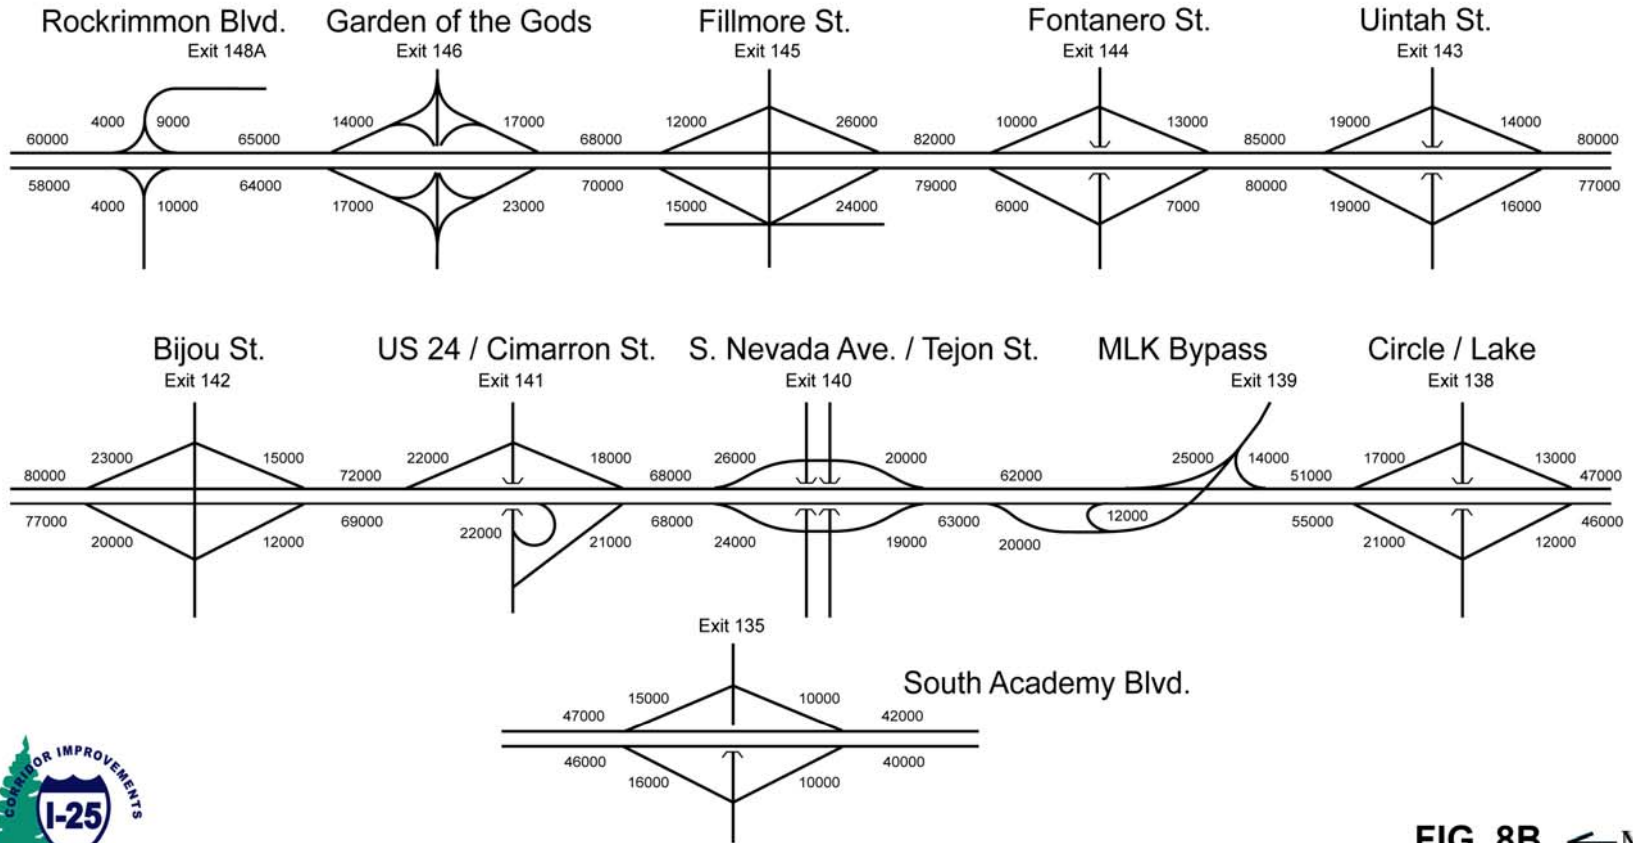 Rockrimmon Blvd.
Exit 148A
Garden of the Gods
Exit 146
Fillmore St.
Exit 145
Fontanero St.
Exit 144
Uintah St.
Exit 143
60000
4000
9000
65000
14000
17000
68000
12000
26000
82000
10000
13000
85000
19000
14000
80000
58000
4000
10000
64000
17000
23000
70000
15000
24000
79000
6000
7000
80000
19000
16000
77000
Bijou St.
Exit 142
US 24 / Cimarron St.
Exit 141
S. Nevada Ave. / Tejon St.
Exit 140
MLK Bypass
Exit 139
Circle / Lake
Exit 138
80000
23000
15000
72000
22000
18000
68000
26000
20000
62000
25000
14000
51000
17000
13000
47000
77000
20000
12000
69000
22000
21000
68000
24000
19000
63000
20000
12000
55000
21000
12000
46000
Exit 135
South Academy Blvd.
47000
15000
10000
42000
46000
16000
10000
40000
CORRIDOR IMPROVEMENTS
I-25
FIG. 8B